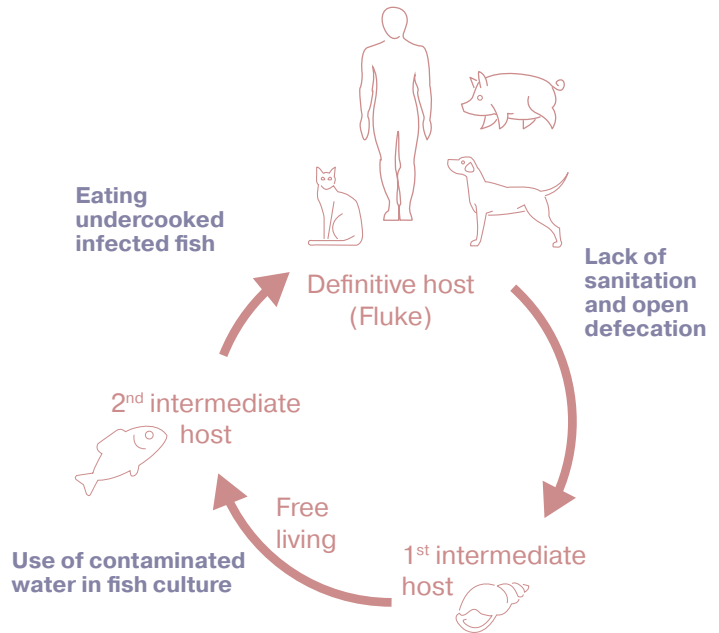 Eating
undercooked
infected fish
Definitive host
(Fluke)
Lack of
sanitation
and open
defecation
2nd intermediate
host
Free
living
1st intermediate
host
Use of contaminated
water in fish culture